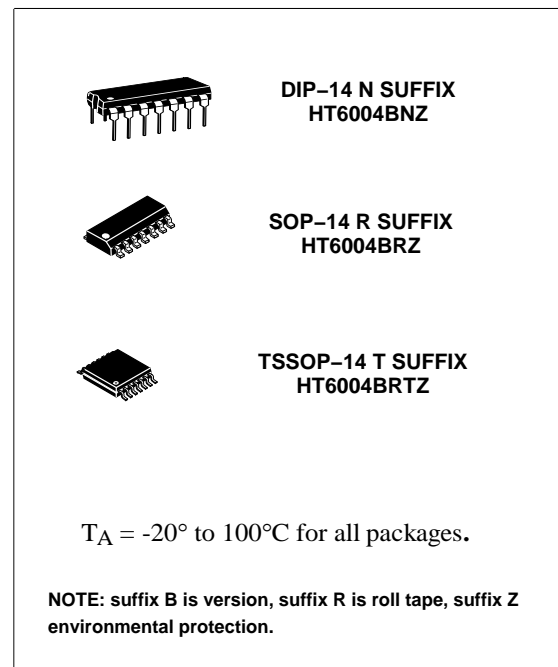 DIP–14 N SUFFIX
HT6004BNZ
SOP–14 R SUFFIX
HT6004BRZ
TSSOP–14 T SUFFIX
HT6004BRTZ
TA = -20° to 100°C for all packages.
NOTE: suffix B is version, suffix R is roll tape, suffix Z
environmental protection.